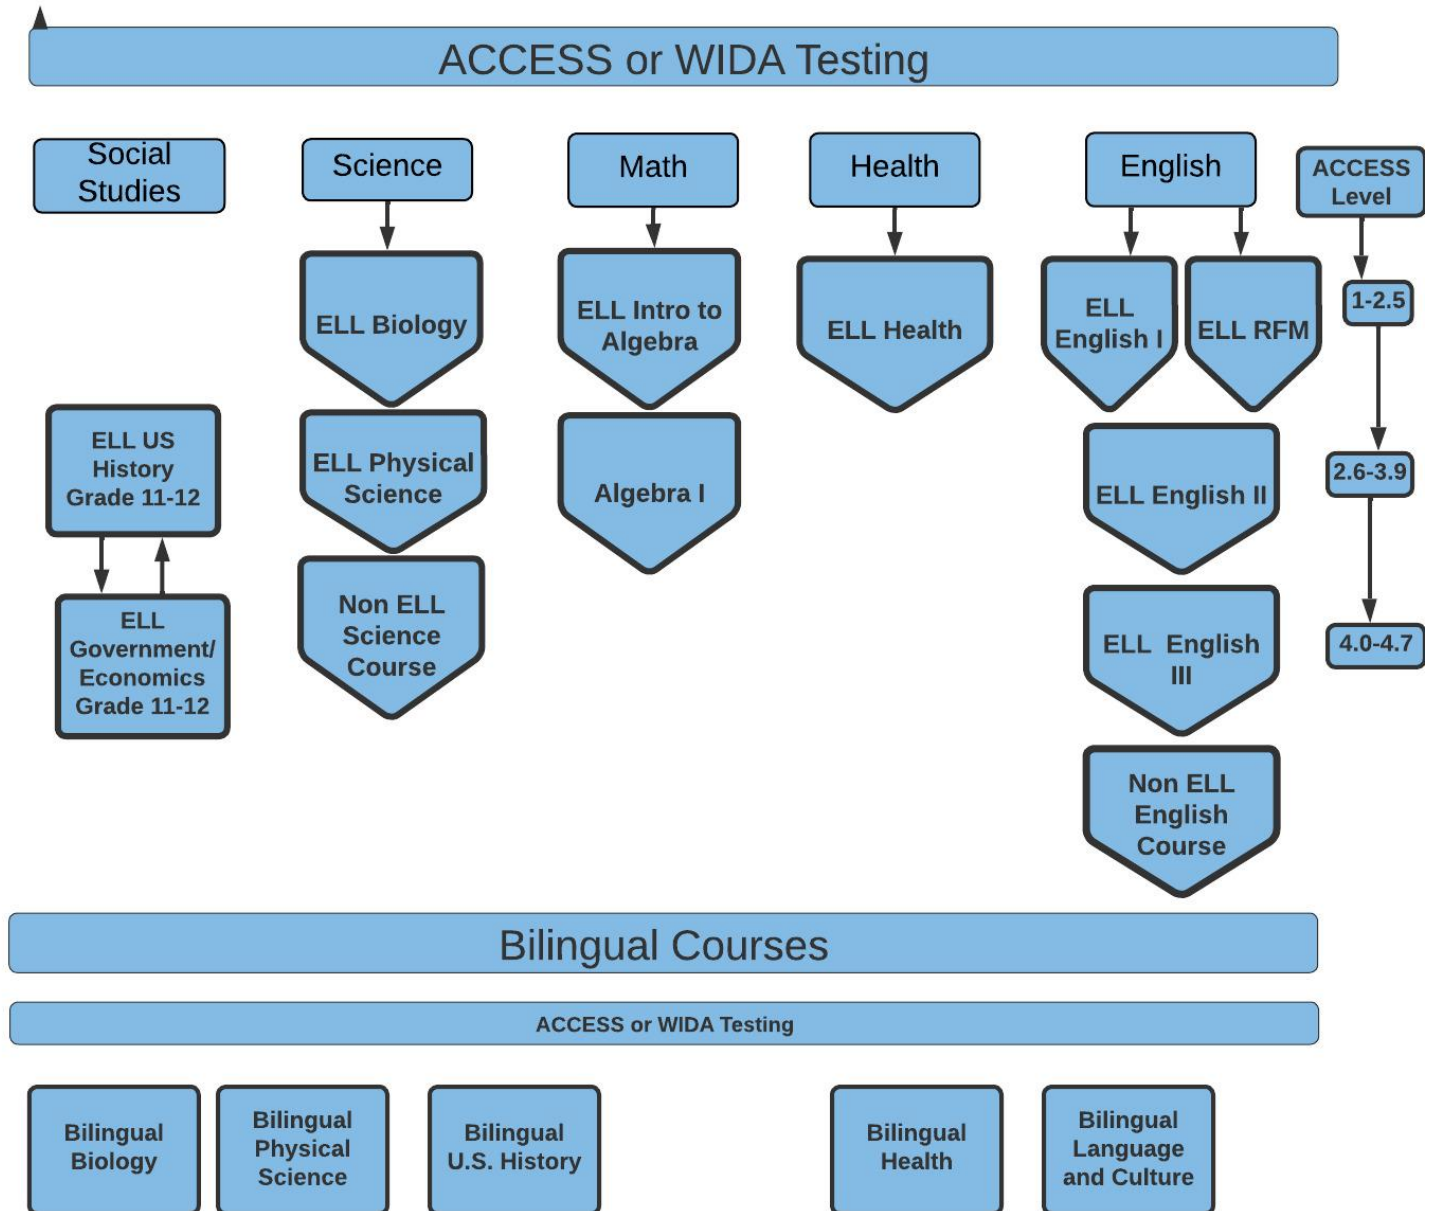 ACCESS or WIDA Testing
Social
Studies
Science
Math
Health
English
ACCESS
Level
ELL Biology
ELL Intro to
Algebra
ELL Health
ELL
English I
ELL RFM
1-2.5
ELL US
History
Grade 11-12
ELL Physical
Science
Algebra I
ELL English II
2.6-3.9
ELL
Government/
Economics
Grade 11-12
Non ELL
Science
Course
ELL  English
III
4.0-4.7
Non ELL
English
Course
Bilingual Courses
ACCESS or WIDA Testing
Bilingual
Biology
Bilingual
Physical
Science
Bilingual
U.S. History
Bilingual
Health
Bilingual
Language
and Culture